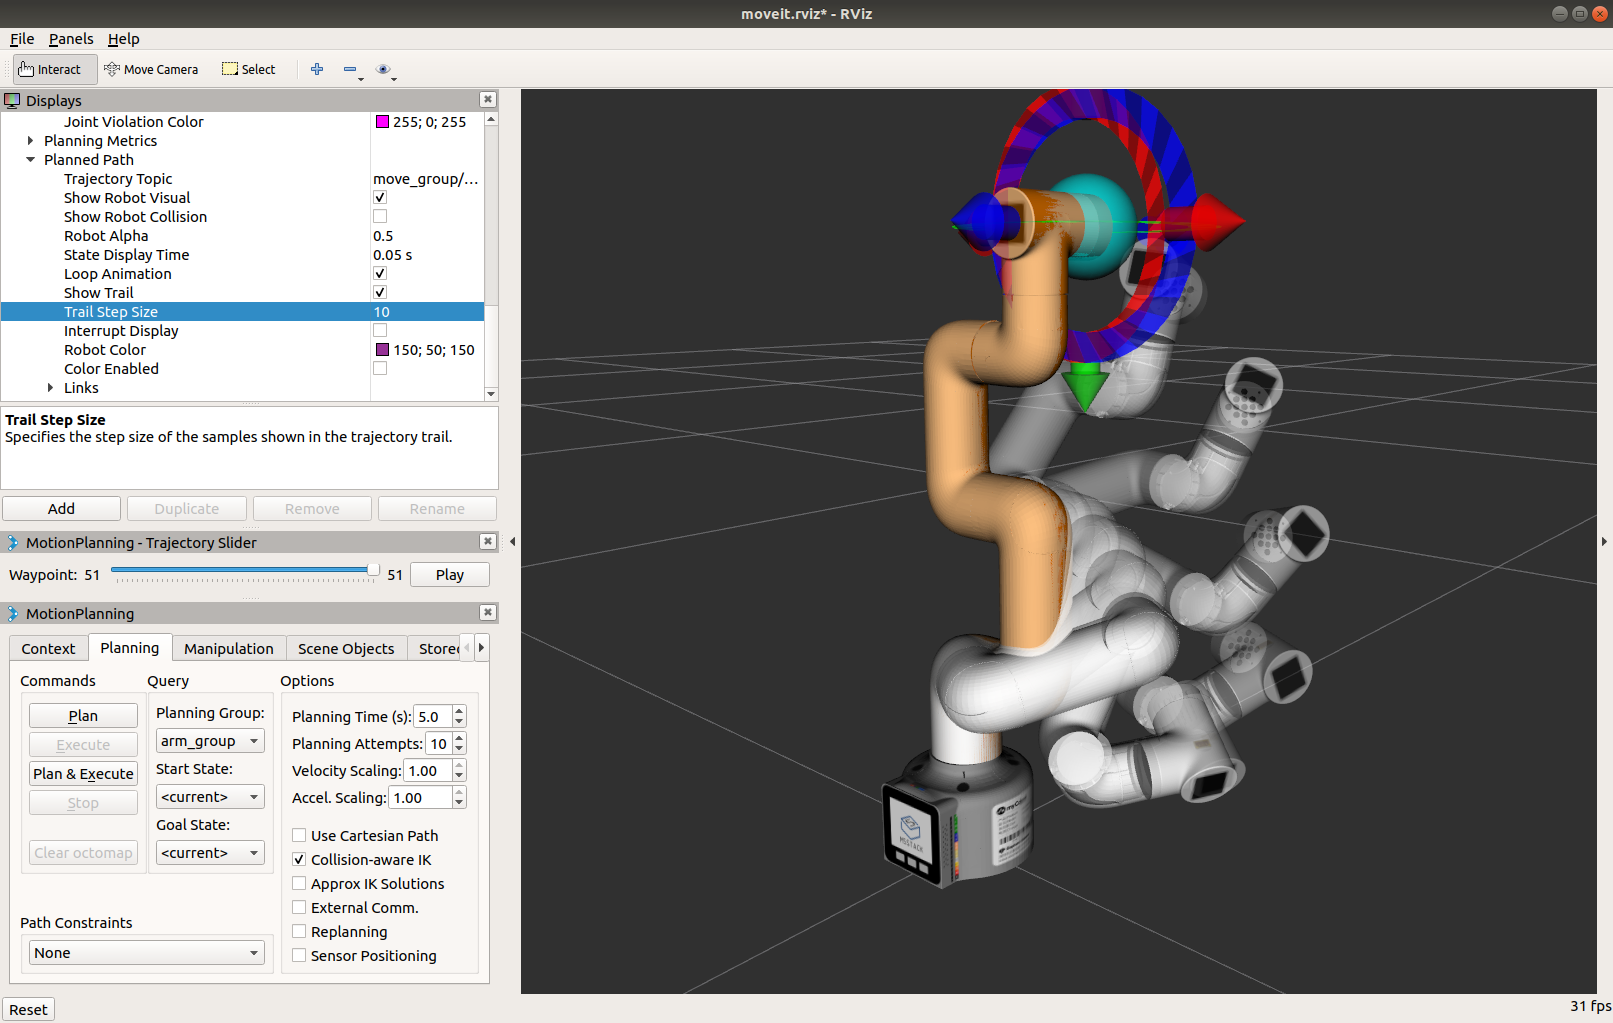 moveit.rviz* - RViz
File Panels Help
Interact Move Camera Select
Displays
Joint Violation Color 255; 0; 255
Planning Metrics
Planned Path
Trajectory Topic move_group/...
Show Robot Visual
Show Robot Collision
Robot Alpha 0.5
State Display Time 0.05 s
Loop Animation
Show Trail
Trail Step Size 10
Interrupt Display
Robot Color 150; 50; 150
Color Enabled
Links
Trail Step Size
Specifies the step size of the samples shown in the trajectory trail.
Add Duplicate Remove Rename
MotionPlanning - Trajectory Slider
Waypoint: 51 51 Play
MotionPlanning
Context Planning Manipulation Scene Objects Store
Commands Query Options
Plan Planning Group: Planning Time (s): 5.0
Execute arm_group Planning Attempts: 10
Plan & Execute Start State: Velocity Scaling: 1.00
Stop <current> Accel. Scaling: 1.00
Goal State:
Clear octomap <current>
Use Cartesian Path
Collision-aware IK
Approx IK Solutions
External Comm.
Replanning
Sensor Positioning
Path Constraints
None
M5STACK
Reset 31 fps